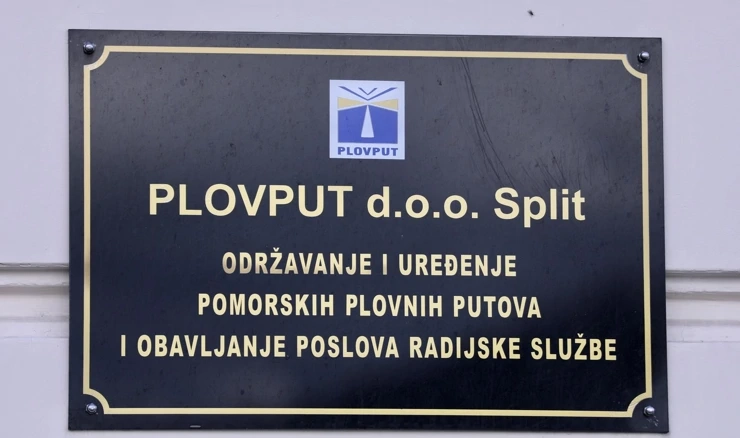 PLOVPUT
PLOVPUT d.o.o. Split
ODRŽAVANJE I UREĐENJE
POMORSKIH PLOVNIH PUTOVA
I OBAVLJANJE POSLOVA RADIJSKE SLUŽBE